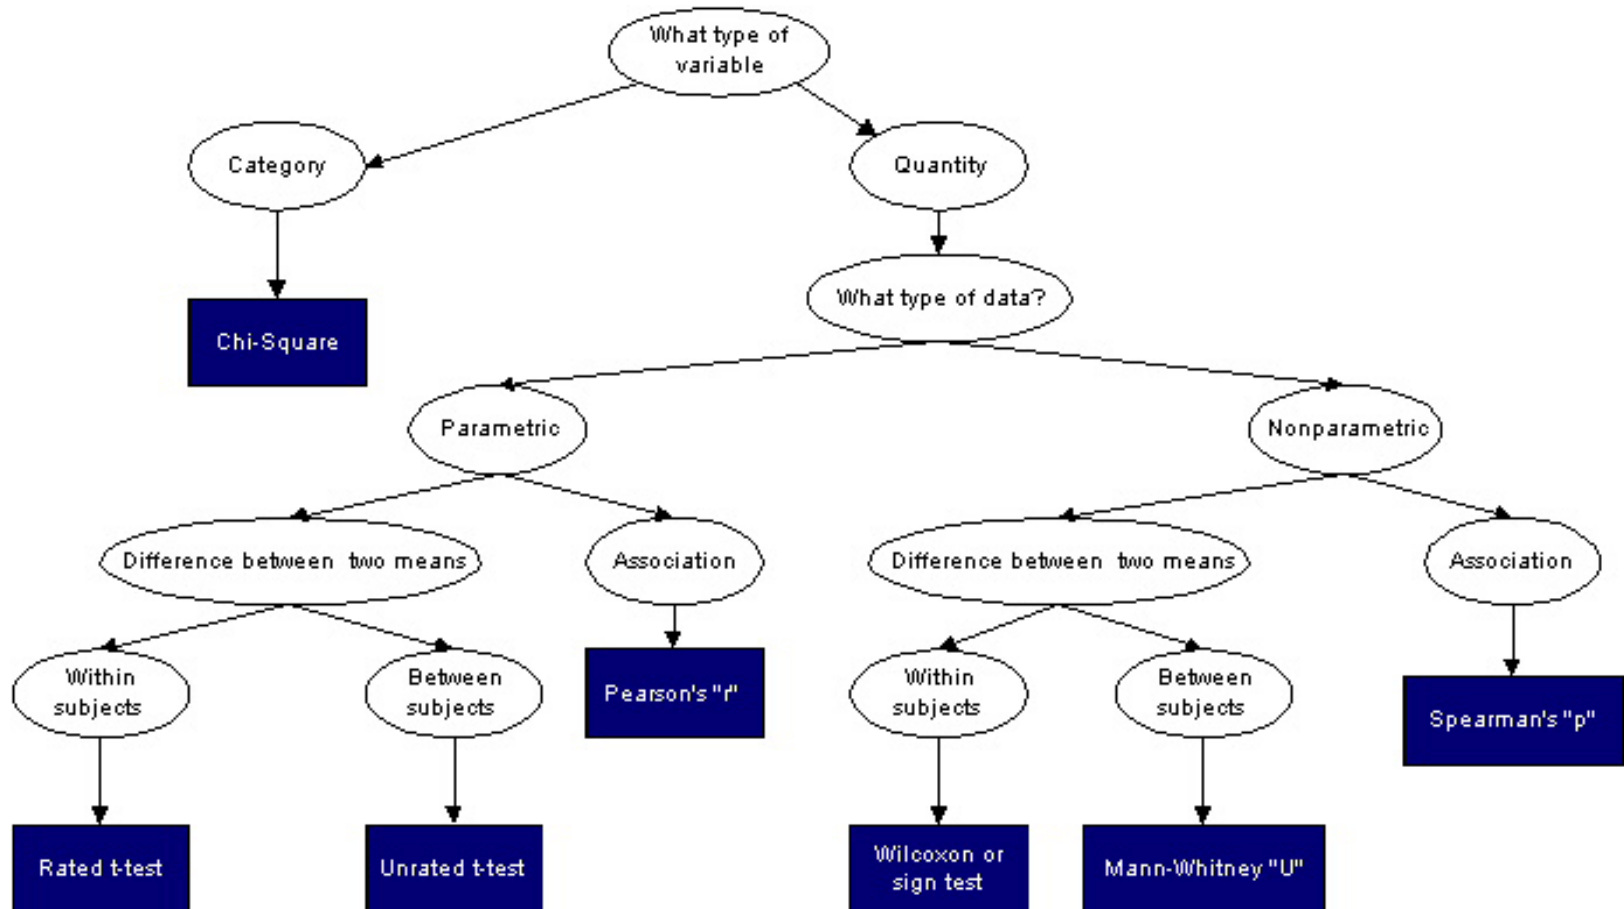 What type of
variable
Category
Quantity
What type of data?
Chi-Square
Parametric
Nonparametric
Difference between two means
Association
Difference between two means
Association
Within
subjects
Between
subjects
Pearson's "r"
Within
subjects
Between
subjects
Spearman's "p"
Rated t-test
Unrated t-test
Wilcoxon or
sign test
Mann-Whitney "U"